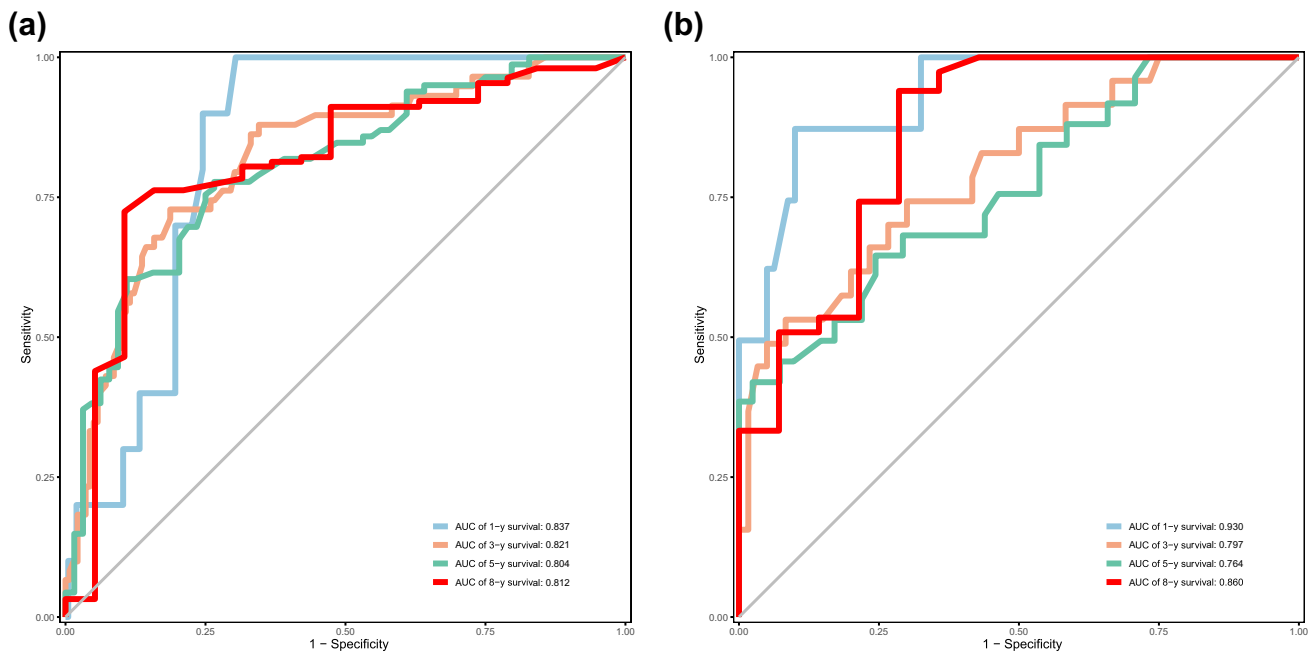 (a)
1.00
0.75
0.50
0.25
0.00
Sensitivity
AUC of 1−y survival: 0.837
AUC of 3−y survival: 0.821
AUC of 5−y survival: 0.804
AUC of 8−y survival: 0.812
0.00 0.25 0.50 0.75 1.00
1 − Specificity
(b)
1.00
0.75
0.50
0.25
0.00
Sensitivity
AUC of 1−y survival: 0.930
AUC of 3−y survival: 0.797
AUC of 5−y survival: 0.764
AUC of 8−y survival: 0.860
0.00 0.25 0.50 0.75 1.00
1 − Specificity